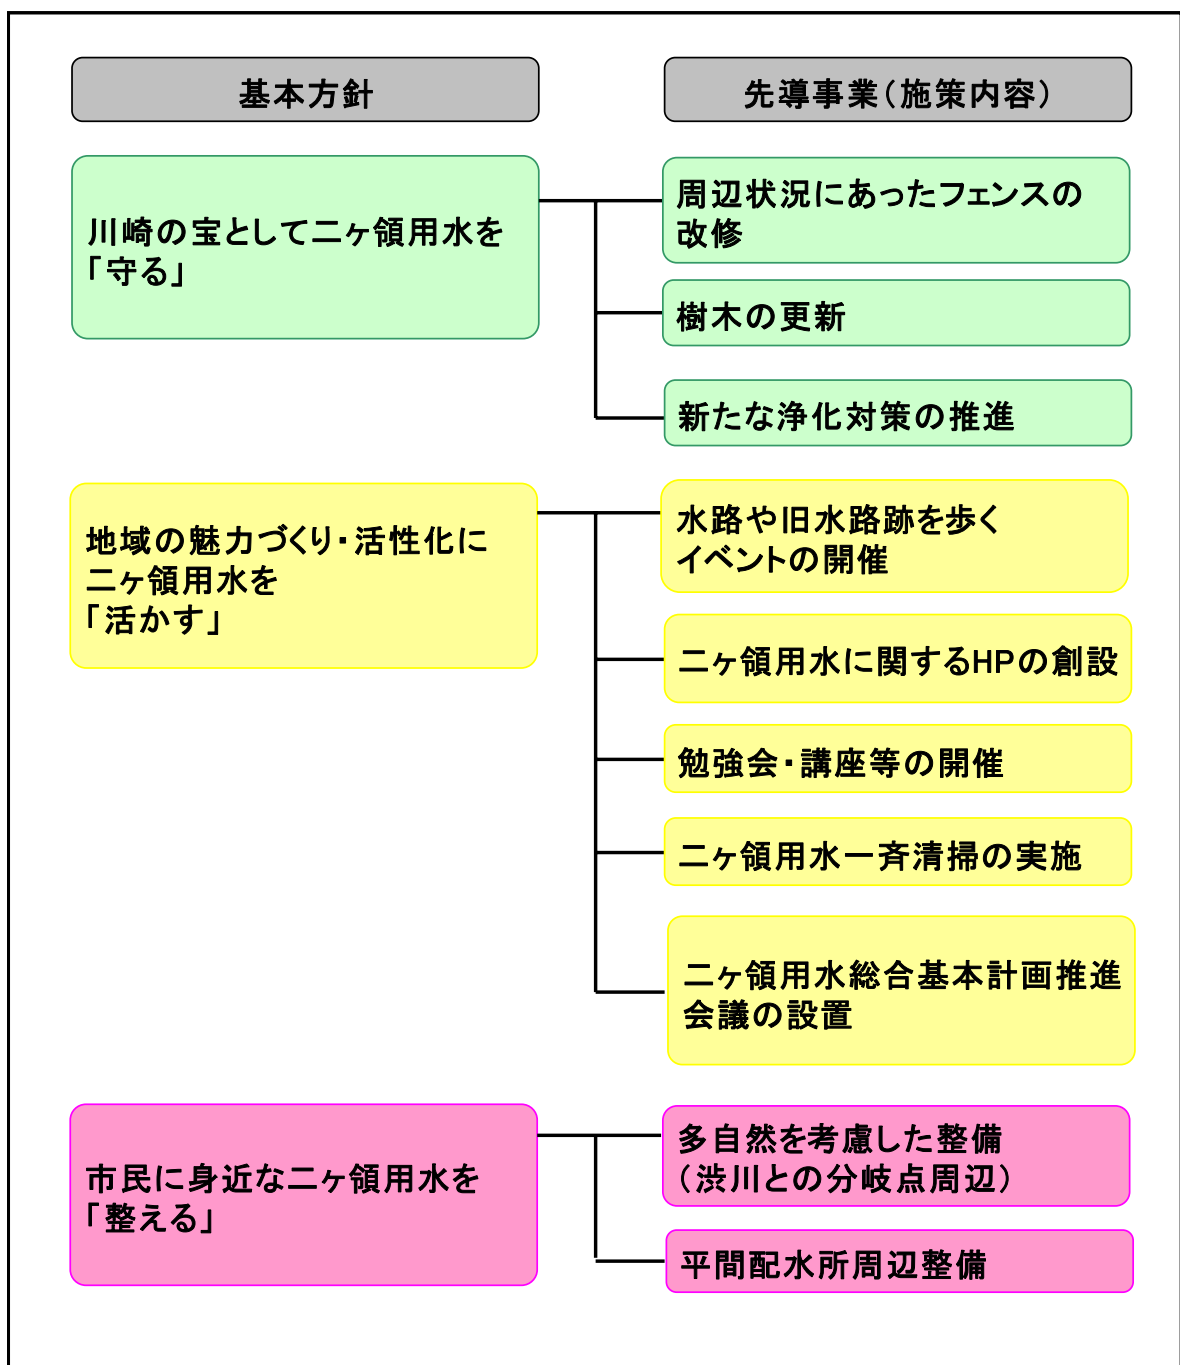 基本方針
先導事業（施策内容）
川崎の宝として二ヶ領用水を
「守る」
周辺状況にあったフェンスの
改修
樹木の更新
新たな浄化対策の推進
地域の魅力づくり・活性化に
二ヶ領用水を
「活かす」
水路や旧水路跡を歩く
イベントの開催
二ヶ領用水に関するHPの創設
勉強会・講座等の開催
二ヶ領用水一斉清掃の実施
二ヶ領用水総合基本計画推進
会議の設置
市民に身近な二ヶ領用水を
「整える」
多自然を考慮した整備
（渋川との分岐点周辺）
平間配水所周辺整備